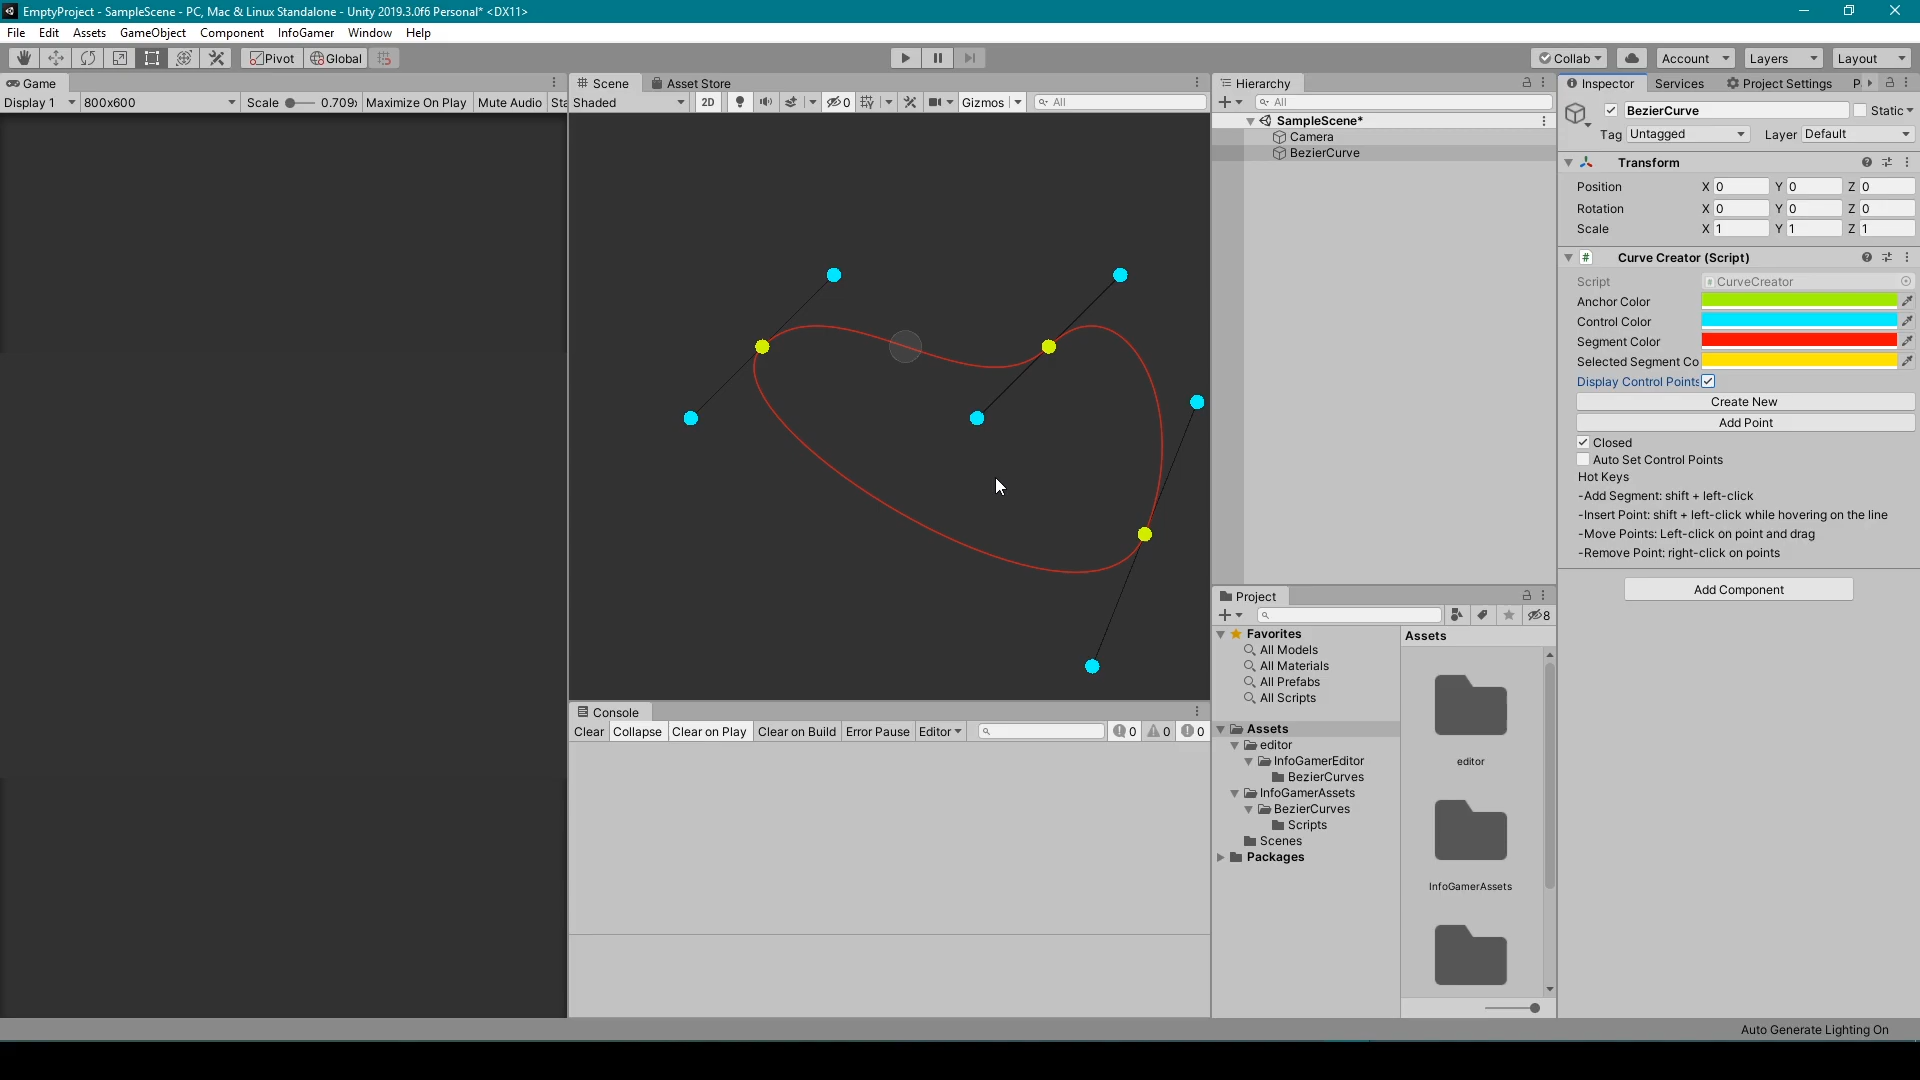 EmptyProject - SampleScene - PC, Mac & Linux Standalone - Unity 2019.3.0f6 Personal* <DX11>
File Edit Assets GameObject Component InfoGamer Window Help
Pivot Global
Collab Account Layers Layout
Game
Display 1 800x600 Scale 0.709x Maximize On Play Mute Audio Sta
Scene Asset Store
Shaded 2D 0 Gizmos All
Hierarchy
All
SampleScene*
Camera
BezierCurve
Inspector Services Project Settings P
BezierCurve Static
Tag Untagged Layer Default
Transform
Position X 0 Y 0 Z 0
Rotation X 0 Y 0 Z 0
Scale X 1 Y 1 Z 1
# Curve Creator (Script)
Script CurveCreator
Anchor Color
Control Color
Segment Color
Selected Segment Co
Display Control Points
Create New
Add Point
Closed
Auto Set Control Points
Hot Keys
-Add Segment: shift + left-click
-Insert Point: shift + left-click while hovering on the line
-Move Points: Left-click on point and drag
-Remove Point: right-click on points
Add Component
Console
Clear Collapse Clear on Play Clear on Build Error Pause Editor 0 0 0
Project
8
Favorites
All Models
All Materials
All Prefabs
All Scripts
Assets
editor
InfoGamerEditor
BezierCurves
InfoGamerAssets
BezierCurves
Scripts
Scenes
Packages
Assets
editor
InfoGamerAssets
Auto Generate Lighting On